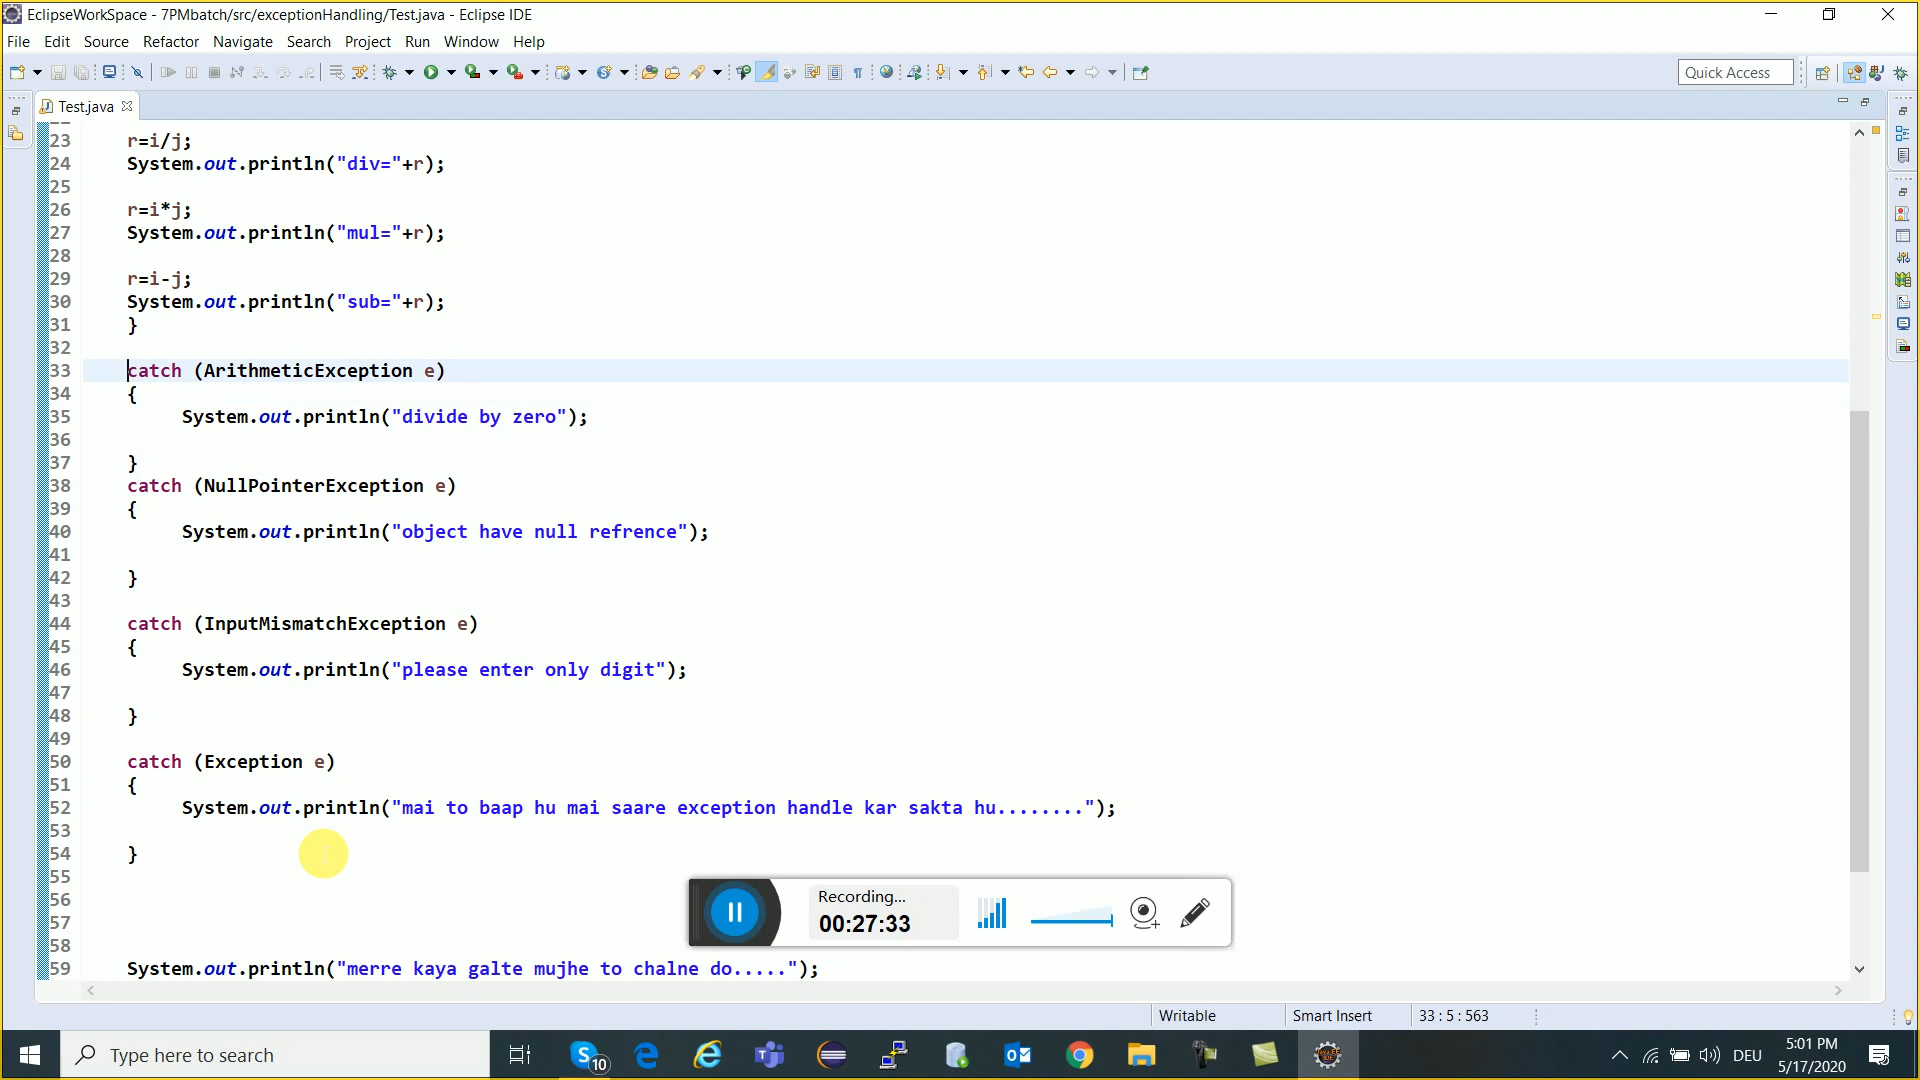 EclipseWorkSpace - 7PMbatch/src/exceptionHandling/Test.java - Eclipse IDE
File Edit Source Refactor Navigate Search Project Run Window Help
Quick Access
Test.java
23 r=i/j;
24 System.out.println("div="+r);
25
26 r=i*j;
27 System.out.println("mul="+r);
28
29 r=i-j;
30 System.out.println("sub="+r);
31 }
32
33 catch (ArithmeticException e)
34 {
35 System.out.println("divide by zero");
36
37 }
38 catch (NullPointerException e)
39 {
40 System.out.println("object have null refrence");
41
42 }
43
44 catch (InputMismatchException e)
45 {
46 System.out.println("please enter only digit");
47
48 }
49
50 catch (Exception e)
51 {
52 System.out.println("mai to baap hu mai saare exception handle kar sakta hu........");
53
54 }
55
56
57
58
59 System.out.println("merre kaya galte mujhe to chalne do.....");
Recording...
00:27:33
Writable Smart Insert 33 : 5 : 563
Type here to search
10
DEU
5:01 PM
5/17/2020